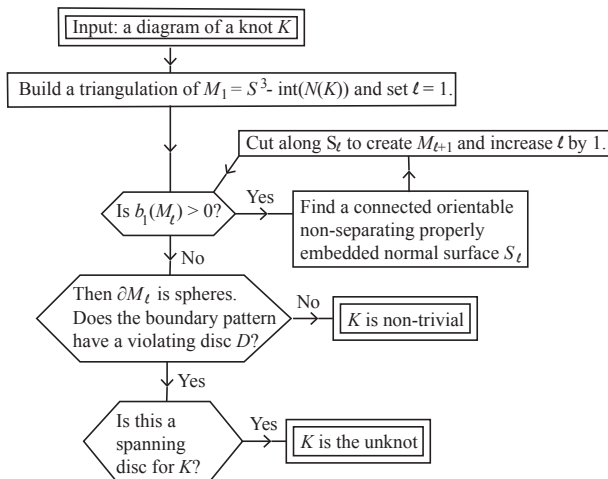 Input: a diagram of a knot K
Build a triangulation of M₁ = S³- int(N(K)) and set ℓ = 1.
Cut along Sℓ to create Mℓ₊₁ and increase ℓ by 1.
Is b₁(Mℓ) > 0?
Yes
Find a connected orientable
non-separating properly
embedded normal surface Sℓ
No
Then ∂Mℓ is spheres.
Does the boundary pattern
have a violating disc D?
No
K is non-trivial
Yes
Is this a
spanning
disc for K?
Yes
K is the unknot